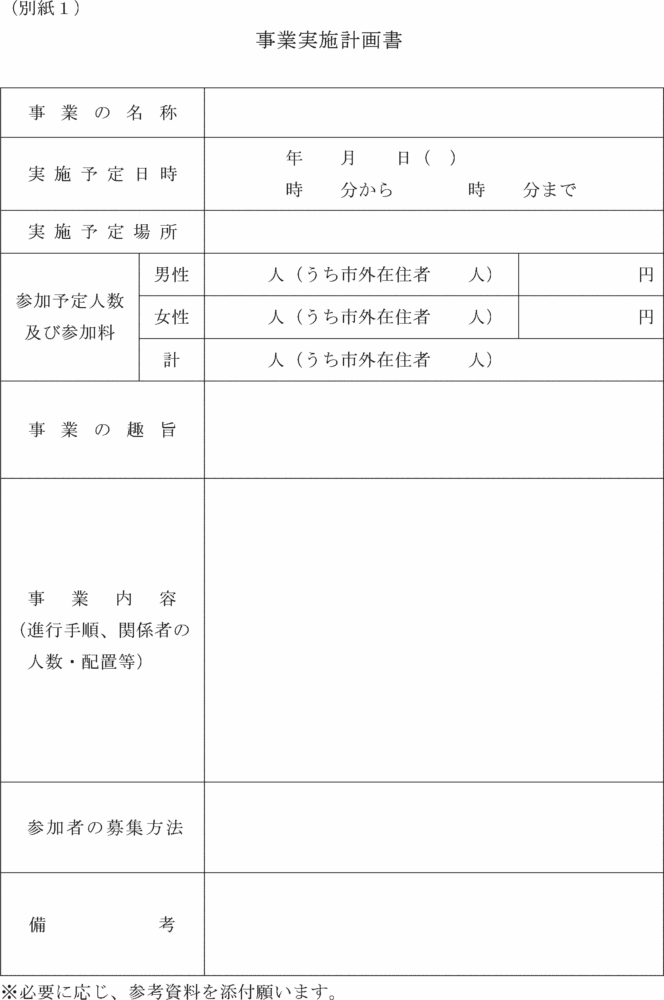 （別紙１）
事業実施計画書
事業の名称
実施予定日時
年　　月　　日（　）
時　　分から　　　　時　　分まで
実施予定場所
参加予定人数
及び参加料
男性
人（うち市外在住者　　人）
円
女性
人（うち市外在住者　　人）
円
計
人（うち市外在住者　　人）
事業の趣旨
事業内容
（進行手順、関係者の
人数・配置等）
参加者の募集方法
備考
※必要に応じ、参考資料を添付願います。